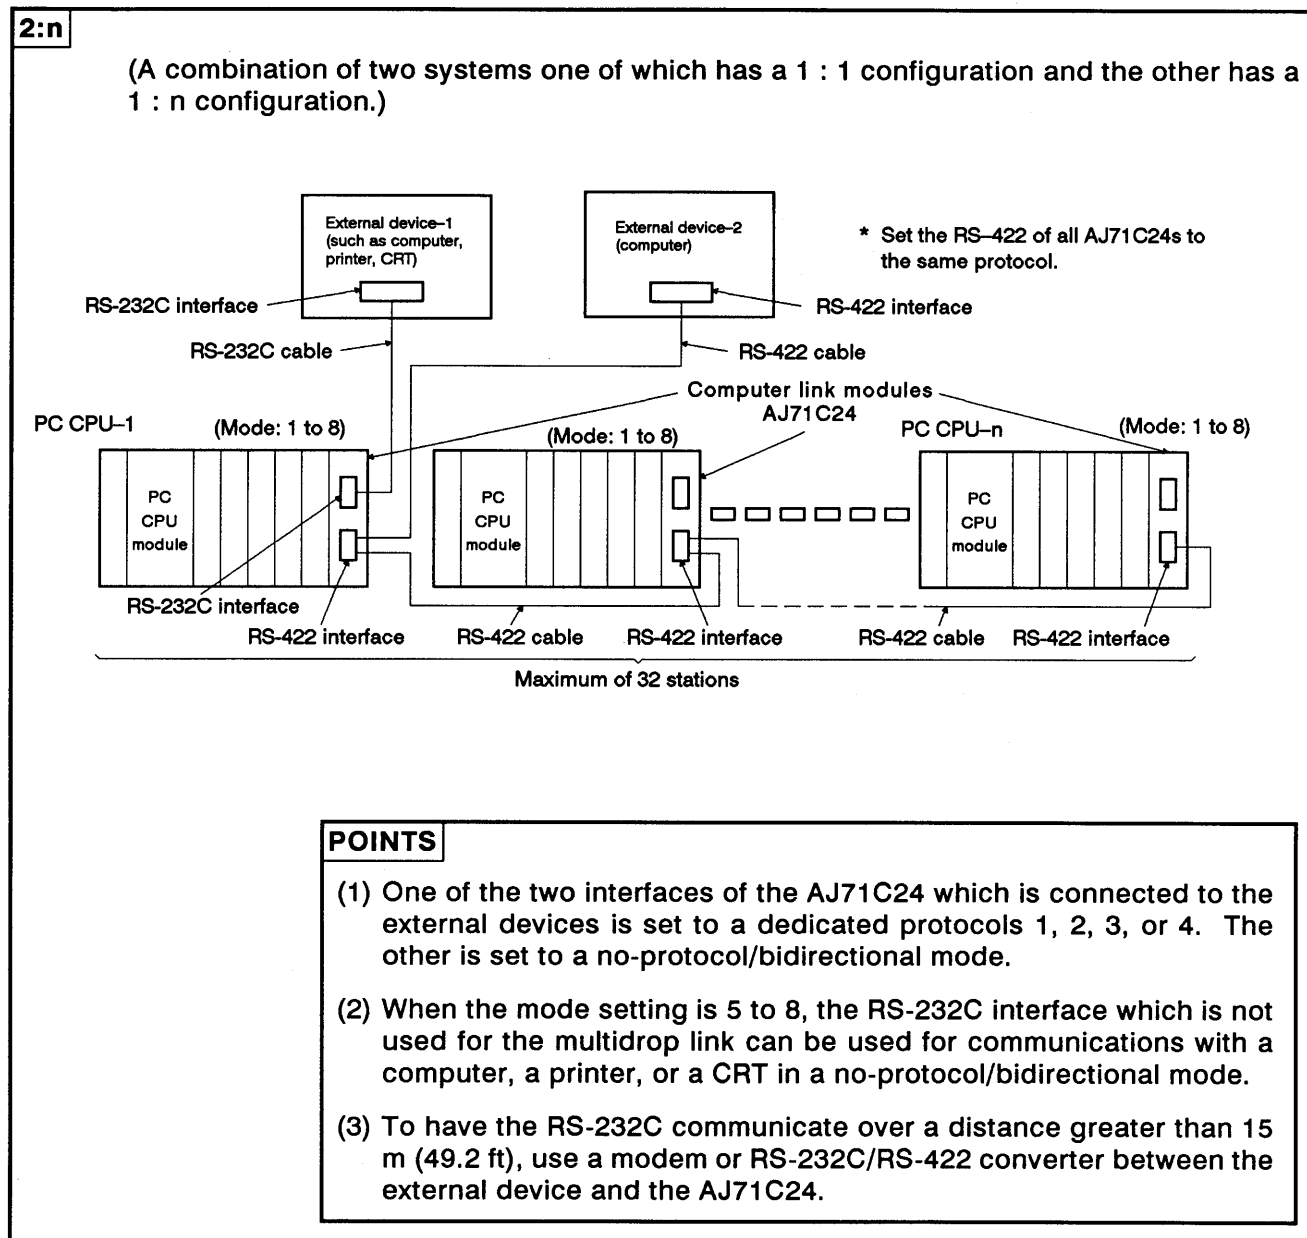 2:n
(A combination of two systems one of which has a 1 : 1 configuration and the other has a
1 : n configuration.)
External device–1
(such as computer,
printer, CRT)
External device–2
(computer)
* Set the RS–422 of all AJ71C24s to
the same protocol.
RS-232C interface
RS-422 interface
RS-232C cable
RS-422 cable
Computer link modules
AJ71C24
PC CPU–1
(Mode: 1 to 8)
(Mode: 1 to 8)
PC CPU–n
(Mode: 1 to 8)
PC
CPU
module
PC
CPU
module
PC
CPU
module
RS-232C interface
RS-422 interface
RS-422 cable
RS-422 interface
RS-422 cable
RS-422 interface
Maximum of 32 stations
POINTS
(1) One of the two interfaces of the AJ71C24 which is connected to the
external devices is set to a dedicated protocols 1, 2, 3, or 4. The
other is set to a no-protocol/bidirectional mode.
(2) When the mode setting is 5 to 8, the RS-232C interface which is not
used for the multidrop link can be used for communications with a
computer, a printer, or a CRT in a no-protocol/bidirectional mode.
(3) To have the RS-232C communicate over a distance greater than 15
m (49.2 ft), use a modem or RS-232C/RS-422 converter between the
external device and the AJ71C24.